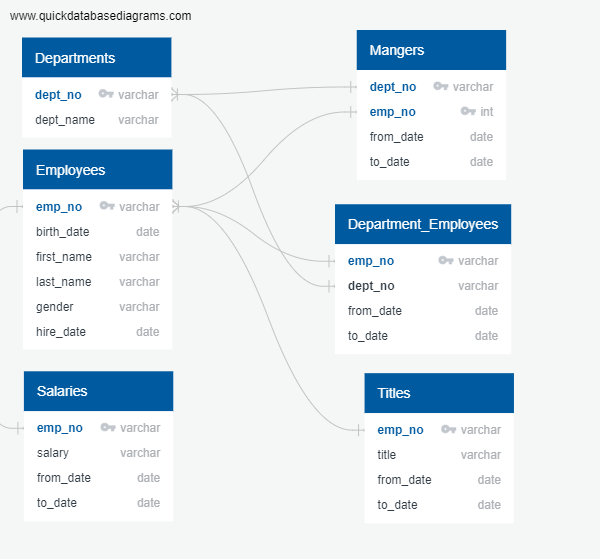 www.quickdatabasediagrams.com
Departments
dept_no varchar
dept_name varchar
Employees
emp_no varchar
birth_date date
first_name varchar
last_name varchar
gender varchar
hire_date date
Salaries
emp_no varchar
salary varchar
from_date date
to_date date
Mangers
dept_no varchar
emp_no int
from_date date
to_date date
Department_Employees
emp_no varchar
dept_no varchar
from_date date
to_date date
Titles
emp_no varchar
title varchar
from_date date
to_date date